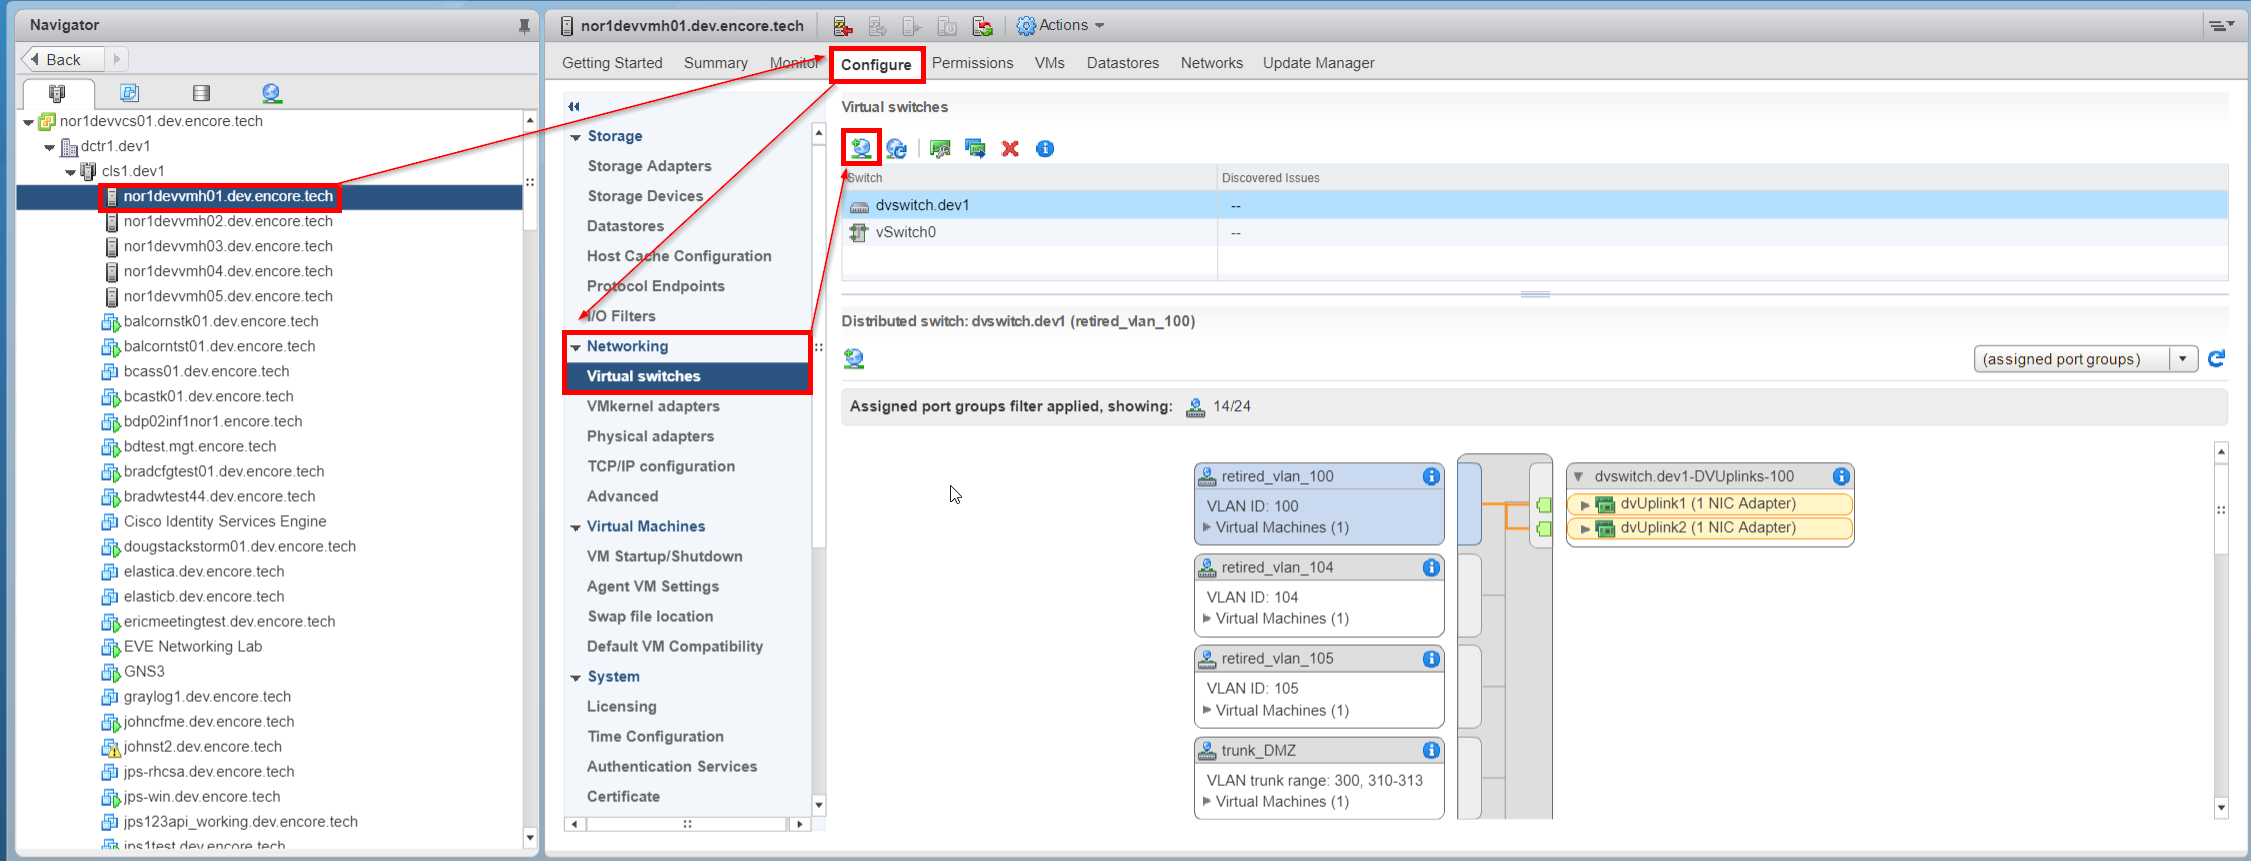 Navigator
Back
nor1devvcs01.dev.encore.tech
dctr1.dev1
cls1.dev1
nor1devvmh01.dev.encore.tech
nor1devvmh02.dev.encore.tech
nor1devvmh03.dev.encore.tech
nor1devvmh04.dev.encore.tech
nor1devvmh05.dev.encore.tech
balcornstk01.dev.encore.tech
balcorntst01.dev.encore.tech
bcass01.dev.encore.tech
bcastk01.dev.encore.tech
bdp02inf1nor1.dev.encore.tech
bdtest.mgt.encore.tech
bradcfgtest01.dev.encore.tech
bradwtest44.dev.encore.tech
Cisco Identity Services Engine
dougstackstorm01.dev.encore.tech
elastica.dev.encore.tech
elasticb.dev.encore.tech
ericmeetingtest.dev.encore.tech
EVE Networking Lab
GNS3
graylog1.dev.encore.tech
johncfme.dev.encore.tech
johnst2.dev.encore.tech
jps-rhcsa.dev.encore.tech
jps-win.dev.encore.tech
jps123api_working.dev.encore.tech
jps1test.dev.encore.tech
nor1devvmh01.dev.encore.tech Actions
Getting Started Summary Monitor Configure Permissions VMs Datastores Networks Update Manager
Storage
Storage Adapters
Storage Devices
Datastores
Host Cache Configuration
Protocol Endpoints
I/O Filters
Networking
Virtual switches
VMkernel adapters
Physical adapters
TCP/IP configuration
Advanced
Virtual Machines
VM Startup/Shutdown
Agent VM Settings
Swap file location
Default VM Compatibility
System
Licensing
Time Configuration
Authentication Services
Certificate
Virtual switches
Switch Discovered Issues
dvswitch.dev1 --
vSwitch0 --
Distributed switch: dvswitch.dev1 (retired_vlan_100)
(assigned port groups)
Assigned port groups filter applied, showing: 14/24
retired_vlan_100
VLAN ID: 100
Virtual Machines (1)
retired_vlan_104
VLAN ID: 104
Virtual Machines (1)
retired_vlan_105
VLAN ID: 105
Virtual Machines (1)
trunk_DMZ
VLAN trunk range: 300, 310-313
Virtual Machines (1)
dvswitch.dev1-DVUplinks-100
dvUplink1 (1 NIC Adapter)
dvUplink2 (1 NIC Adapter)